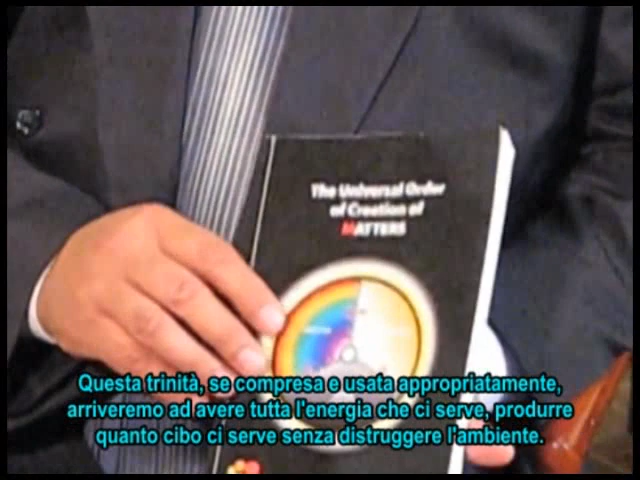 The Universal Order
of Creation of
MATTERS
Questa trinità, se compresa e usata appropriatamente,
arriveremo ad avere tutta l'energia che ci serve, produrre
quanto cibo ci serve senza distruggere l'ambiente.